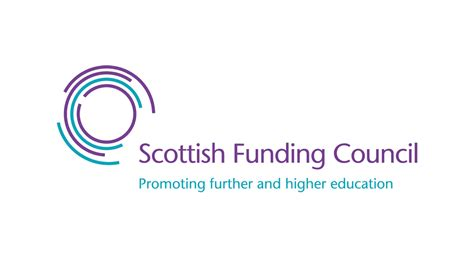 Scottish Funding Council
Promoting further and higher education